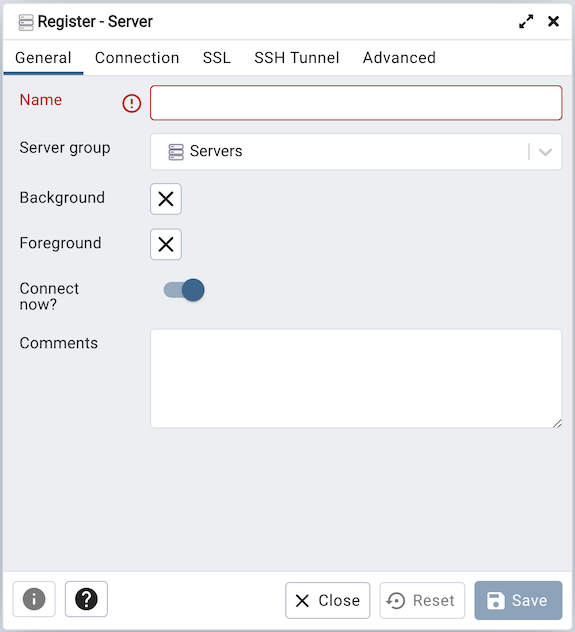 Register - Server
General Connection SSL SSH Tunnel Advanced
Name
Server group Servers
Background
Foreground
Connect
now?
Comments
Close Reset Save